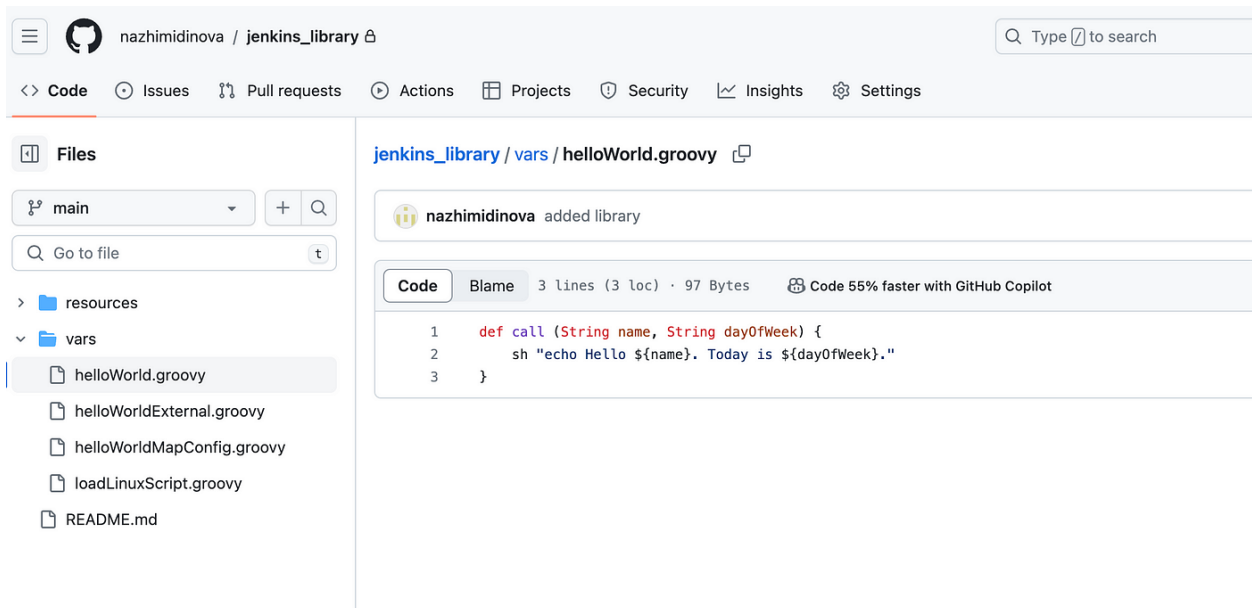 nazhimidinova / jenkins_library
Type / to search
Code Issues Pull requests Actions Projects Security Insights Settings
Files
main
Go to file t
resources
vars
helloWorld.groovy
helloWorldExternal.groovy
helloWorldMapConfig.groovy
loadLinuxScript.groovy
README.md
jenkins_library / vars / helloWorld.groovy
nazhimidinova added library
Code Blame 3 lines (3 loc) · 97 Bytes Code 55% faster with GitHub Copilot
1 def call (String name, String dayOfWeek) {
2 sh "echo Hello ${name}. Today is ${dayOfWeek}."
3 }